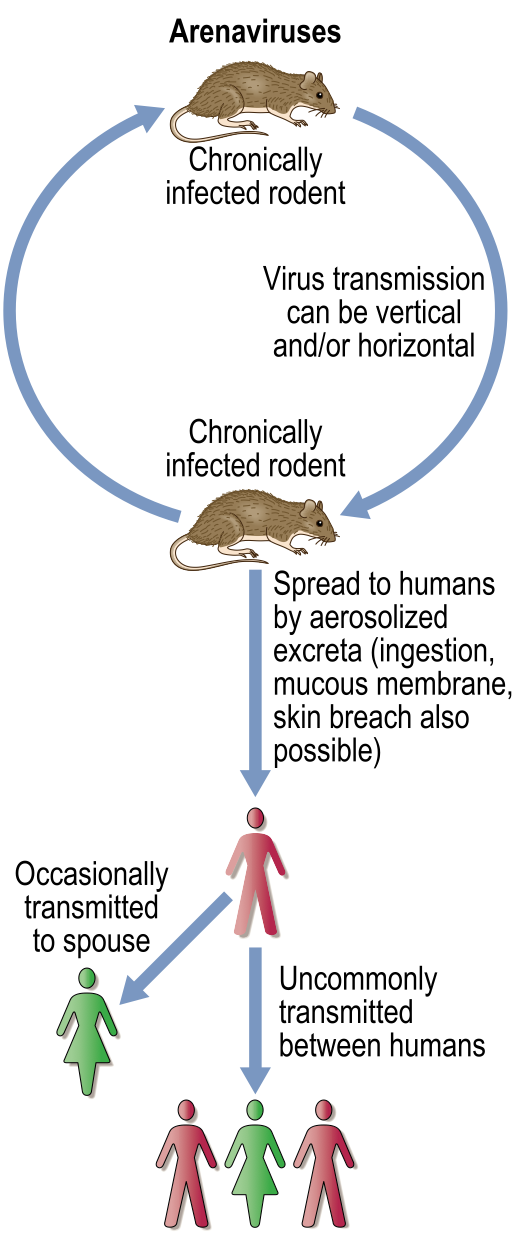 Arenaviruses
Chronically
infected rodent
Virus transmission
can be vertical
and/or horizontal
Chronically
infected rodent
Spread to humans
by aerosolized
excreta (ingestion,
mucous membrane,
skin breach also
possible)
Occasionally
transmitted
to spouse
Uncommonly
transmitted
between humans